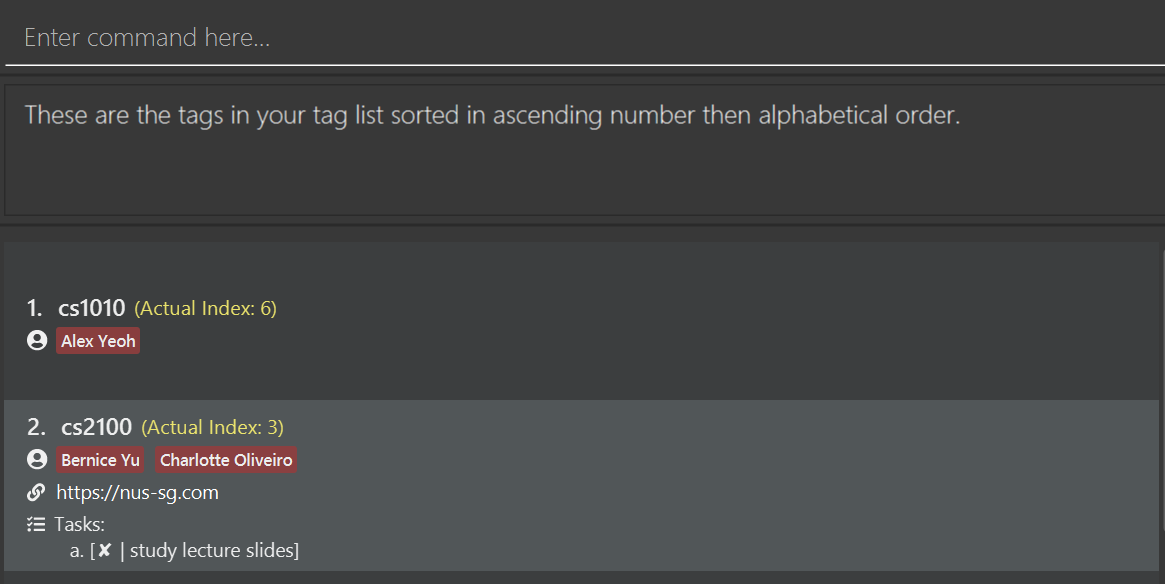 Enter command here...
These are the tags in your tag list sorted in ascending number then alphabetical order.
1. cs1010 (Actual Index: 6)
Alex Yeoh
2. cs2100 (Actual Index: 3)
Bernice Yu Charlotte Oliveiro
https://nus-sg.com
Tasks:
a. [✘ | study lecture slides]